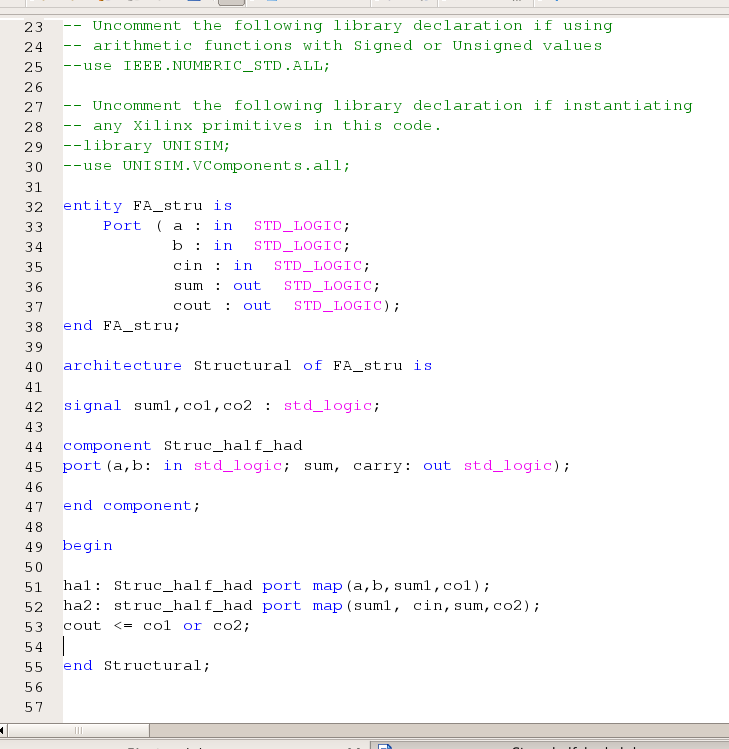 23 -- Uncomment the following library declaration if using
24 -- arithmetic functions with Signed or Unsigned values
25 --use IEEE.NUMERIC_STD.ALL;
26
27 -- Uncomment the following library declaration if instantiating
28 -- any Xilinx primitives in this code.
29 --library UNISIM;
30 --use UNISIM.VComponents.all;
31
32 entity FA_stru is
33     Port ( a : in  STD_LOGIC;
34            b : in  STD_LOGIC;
35            cin : in  STD_LOGIC;
36            sum : out  STD_LOGIC;
37            cout : out  STD_LOGIC);
38 end FA_stru;
39
40 architecture Structural of FA_stru is
41
42 signal sum1,co1,co2 : std_logic;
43
44 component Struc_half_had
45 port(a,b: in std_logic; sum, carry: out std_logic);
46
47 end component;
48
49 begin
50
51 ha1: Struc_half_had port map(a,b,sum1,co1);
52 ha2: struc_half_had port map(sum1, cin,sum,co2);
53 cout <= co1 or co2;
54
55 end Structural;
56
57